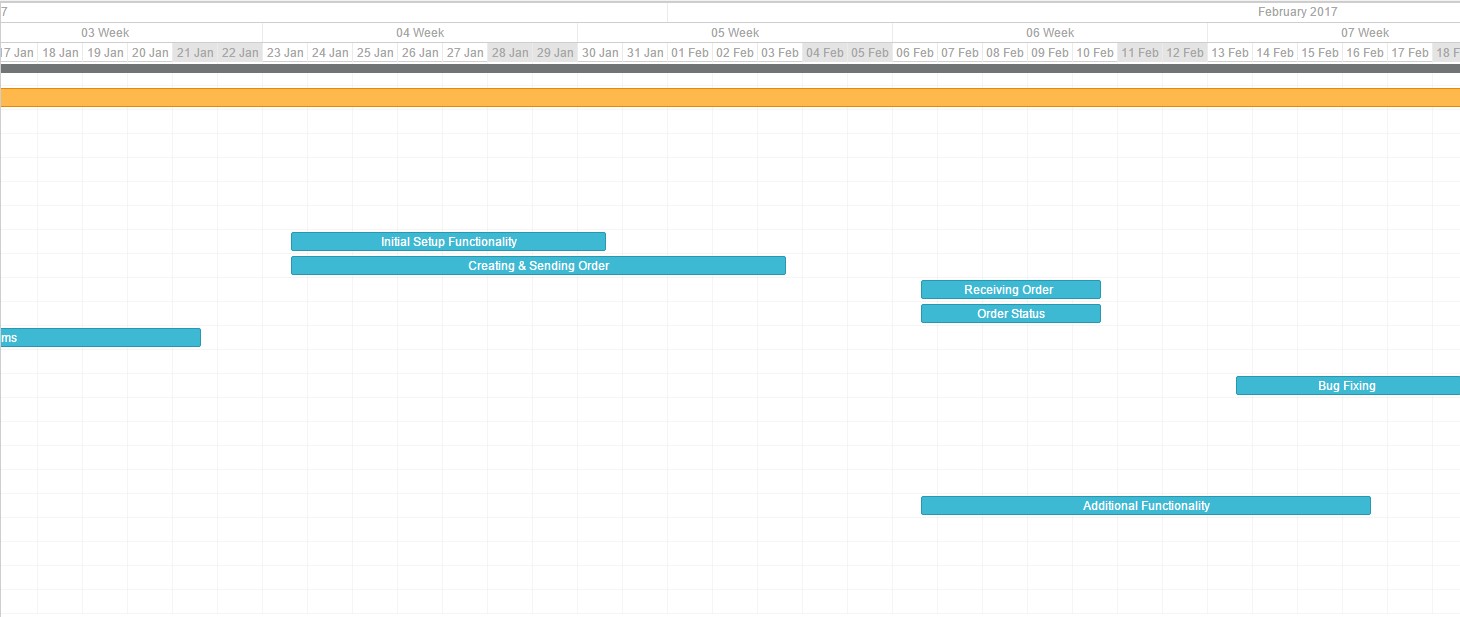 7 February 2017
03 Week 04 Week 05 Week 06 Week 07 Week
17 Jan 18 Jan 19 Jan 20 Jan 21 Jan 22 Jan 23 Jan 24 Jan 25 Jan 26 Jan 27 Jan 28 Jan 29 Jan 30 Jan 31 Jan 01 Feb 02 Feb 03 Feb 04 Feb 05 Feb 06 Feb 07 Feb 08 Feb 09 Feb 10 Feb 11 Feb 12 Feb 13 Feb 14 Feb 15 Feb 16 Feb 17 Feb 18 F
Initial Setup Functionality
Creating & Sending Order
Receiving Order
Order Status
ms
Bug Fixing
Additional Functionality